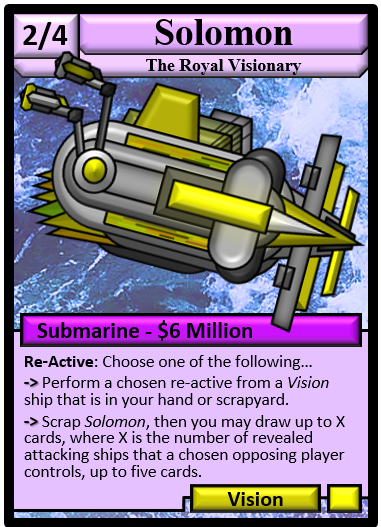 2/4
Solomon
The Royal Visionary
Submarine - $6 Million
Re-Active: Choose one of the following...
-> Perform a chosen re-active from a Vision
ship that is in your hand or scrapyard.
-> Scrap Solomon, then you may draw up to X
cards, where X is the number of revealed
attacking ships that a chosen opposing player
controls, up to five cards.
Vision